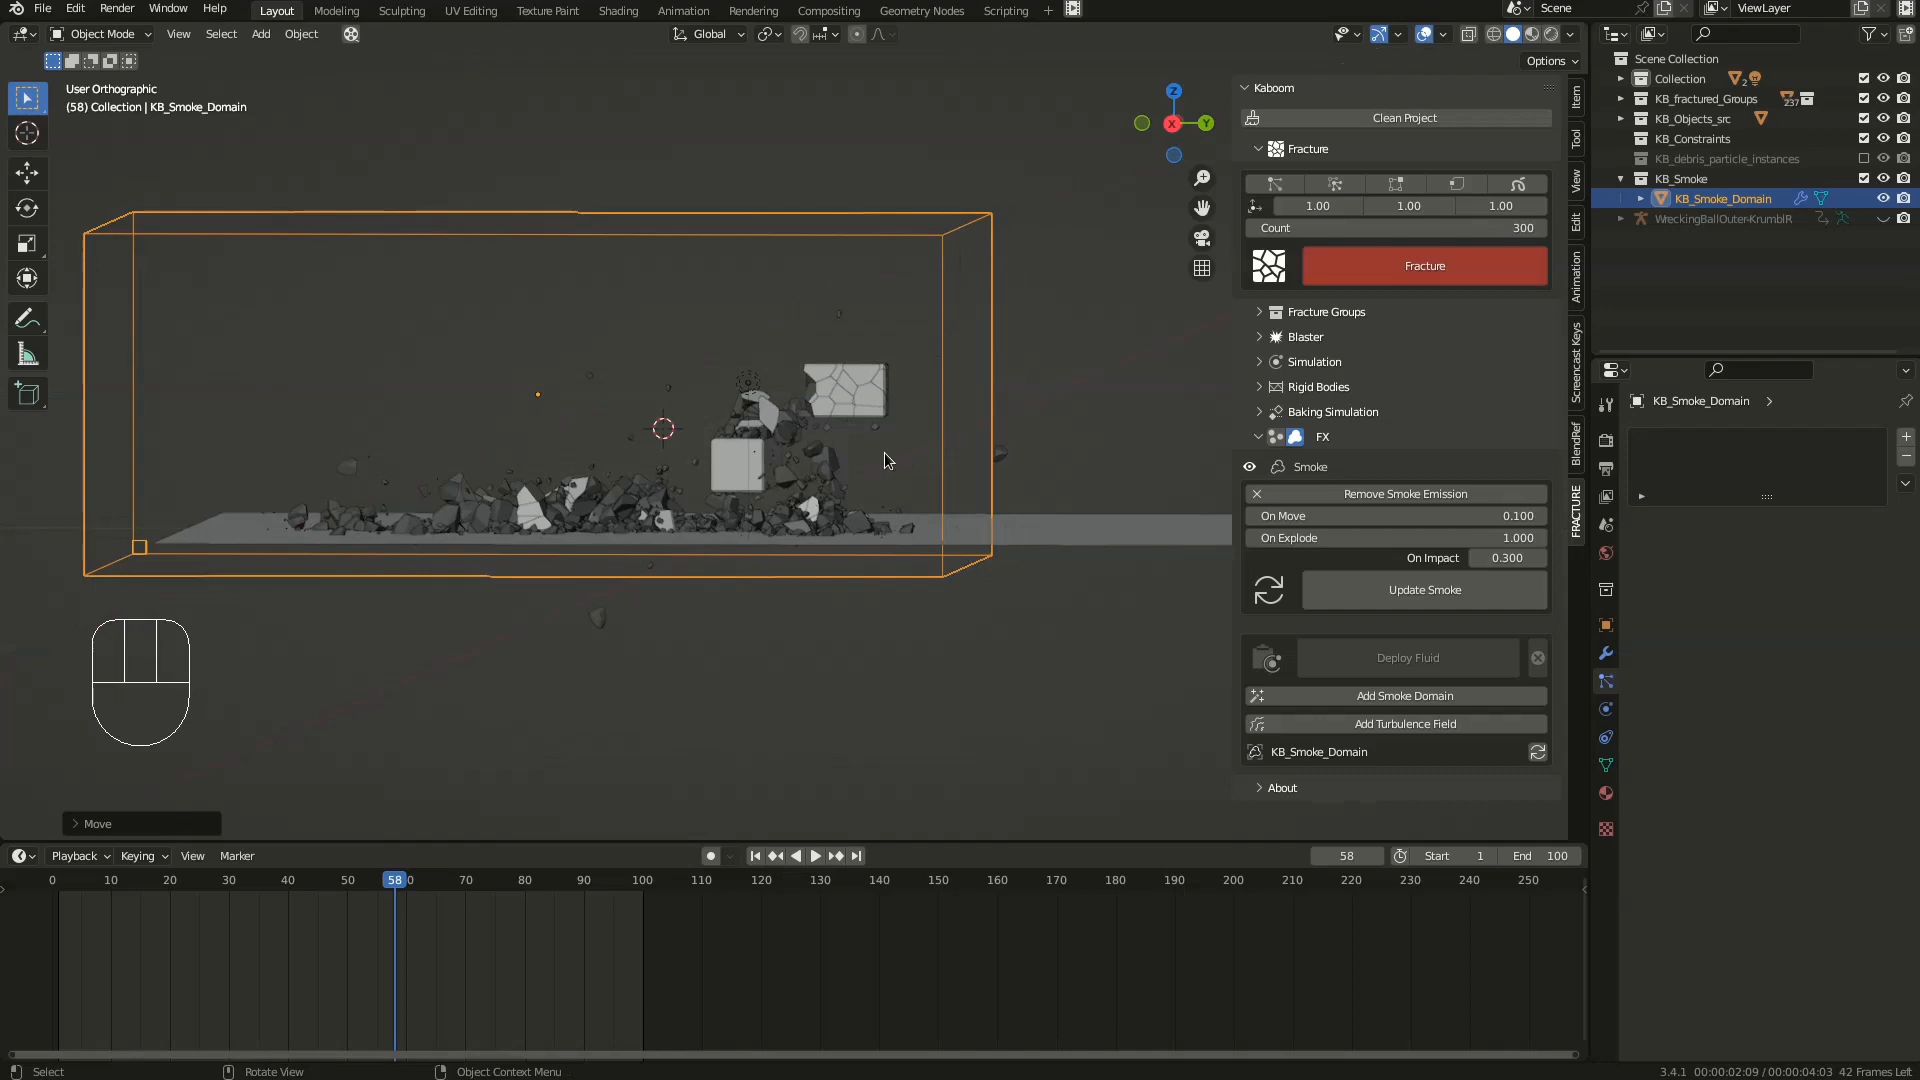 File Edit Render Window Help Layout Modeling Sculpting UV Editing Texture Paint Shading Animation Rendering Compositing Geometry Nodes Scripting + Scene ViewLayer
Object Mode View Select Add Object Global
Options
User Orthographic
(58) Collection | KB_Smoke_Domain
Z
X
Y
Kaboom
Clean Project
Fracture
1.00 1.00 1.00
Count 300
Fracture
Fracture Groups
Blaster
Simulation
Rigid Bodies
Baking Simulation
FX
Smoke
Remove Smoke Emission
On Move 0.100
On Explode 1.000
On Impact 0.300
Update Smoke
Deploy Fluid
Add Smoke Domain
Add Turbulence Field
KB_Smoke_Domain
About
Item
Tool
View
Edit
Animation
Screencast Keys
BlendRef
FRACTURE
Scene Collection
Collection 2
KB_fractured_Groups 237
KB_Objects_src
KB_Constraints
KB_debris_particle_instances
KB_Smoke
KB_Smoke_Domain
WreckingBallOuter-KrumblR
KB_Smoke_Domain
Move
Playback Keying View Marker 58 Start 1 End 100
0 10 20 30 40 50 58 0 70 80 90 100 110 120 130 140 150 160 170 180 190 200 210 220 230 240 250
Select Rotate View Object Context Menu 3.4.1 00:00:02:09 / 00:00:04:03 42 Frames Left